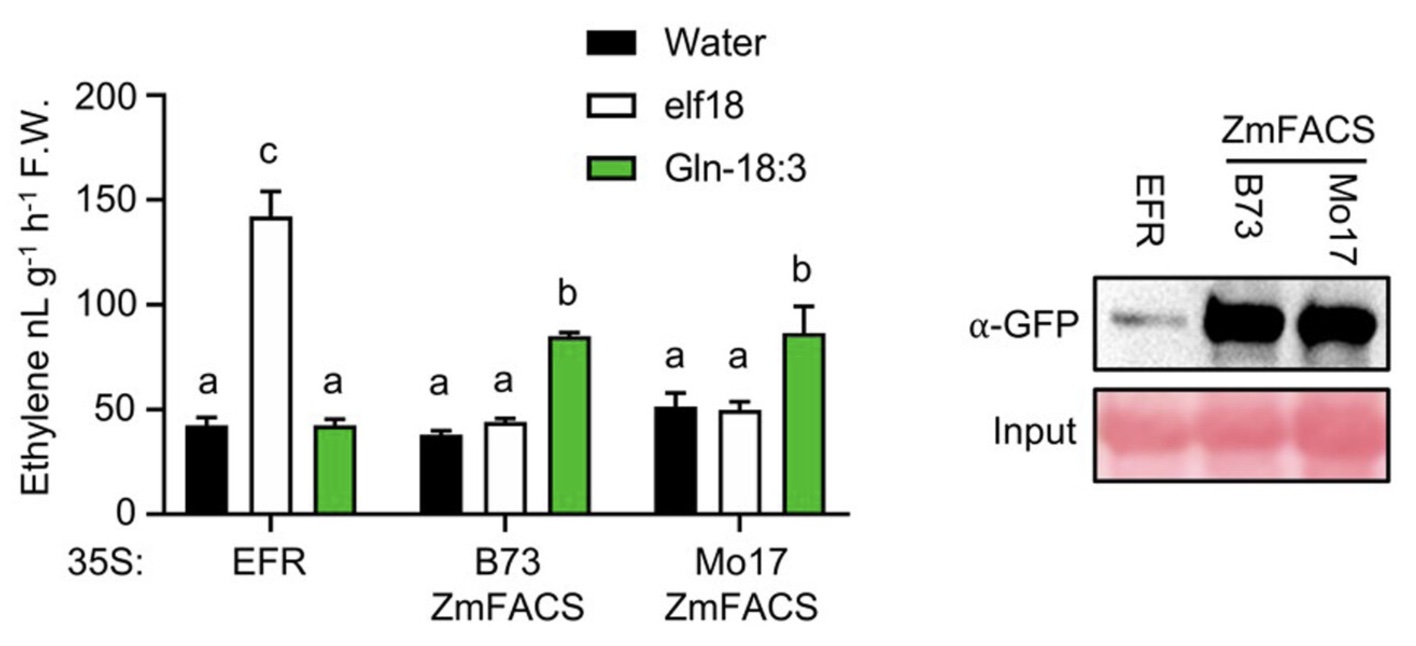 Water
elf18
Gln-18:3
Ethylene nL g⁻¹ h⁻¹ F.W.
200
150
100
50
0
a
c
a
a
a
b
a
a
b
35S:
EFR
B73
ZmFACS
Mo17
ZmFACS
ZmFACS
EFR
B73
Mo17
α-GFP
Input